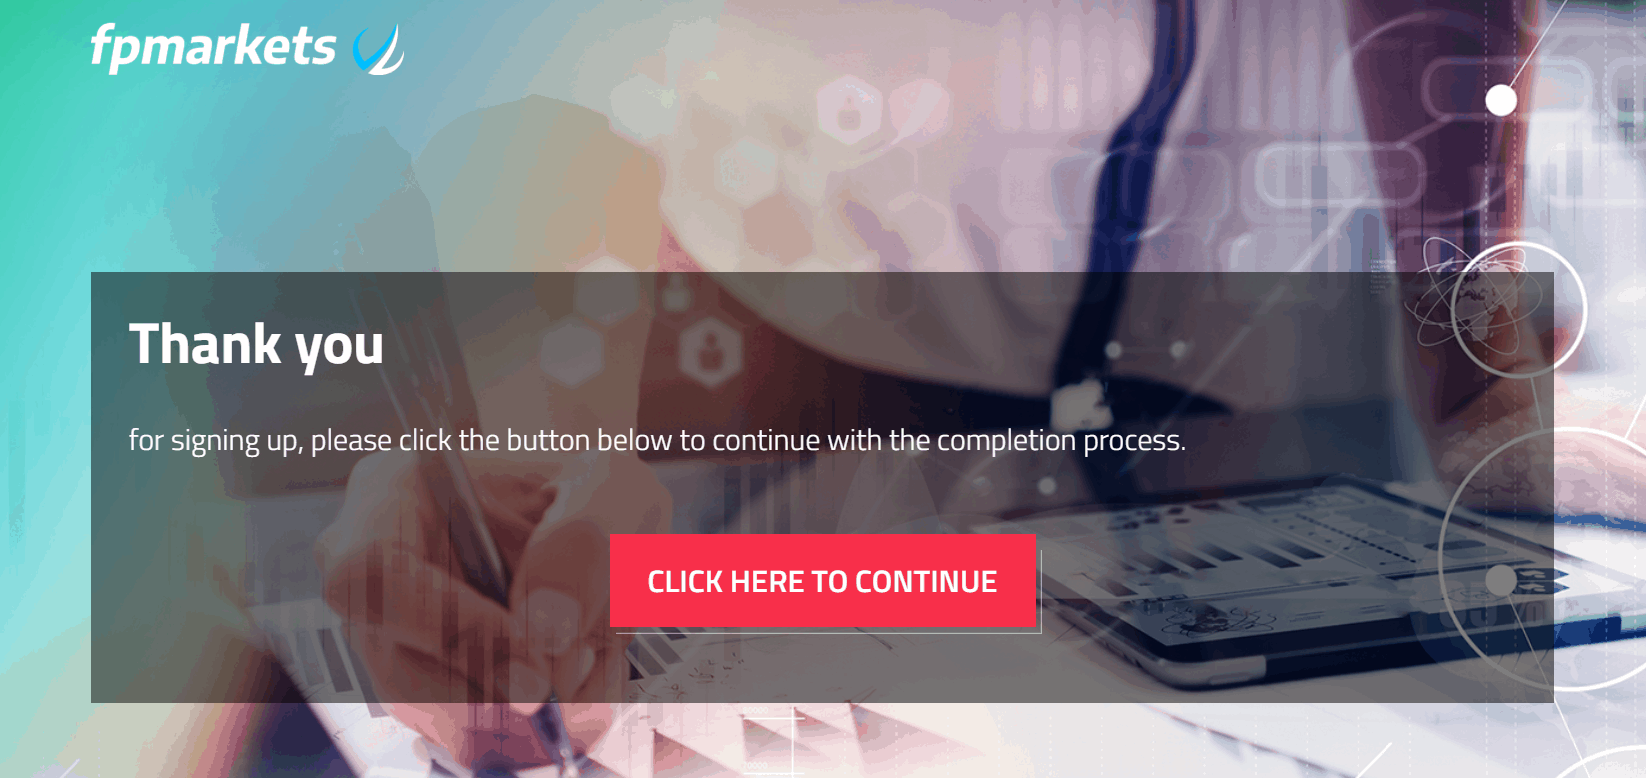 fpmarkets
Thank you
for signing up, please click the button below to continue with the completion process.
CLICK HERE TO CONTINUE